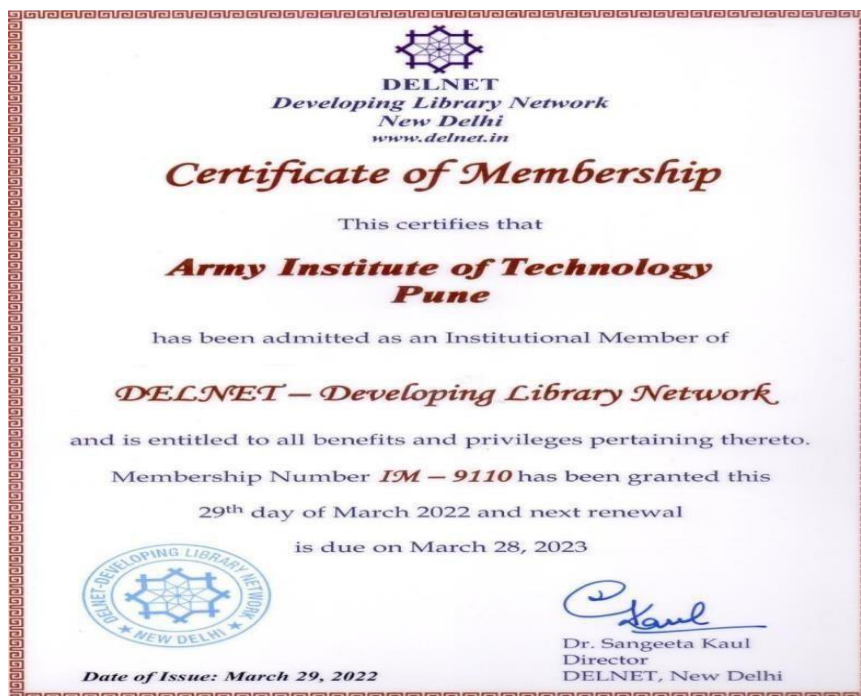 DELNET
Developing Library Network
New Delhi
www.delnet.in
Certificate of Membership
This certifies that
Army Institute of Technology
Pune
has been admitted as an Institutional Member of
DELNET – Developing Library Network
and is entitled to all benefits and privileges pertaining thereto.
Membership Number IM – 9110 has been granted this
29th day of March 2022 and next renewal
is due on March 28, 2023
DELNET-DEVELOPING LIBRARY NETWORK
★ NEW DELHI ★
Kaul
Dr. Sangeeta Kaul
Director
DELNET, New Delhi
Date of Issue: March 29, 2022